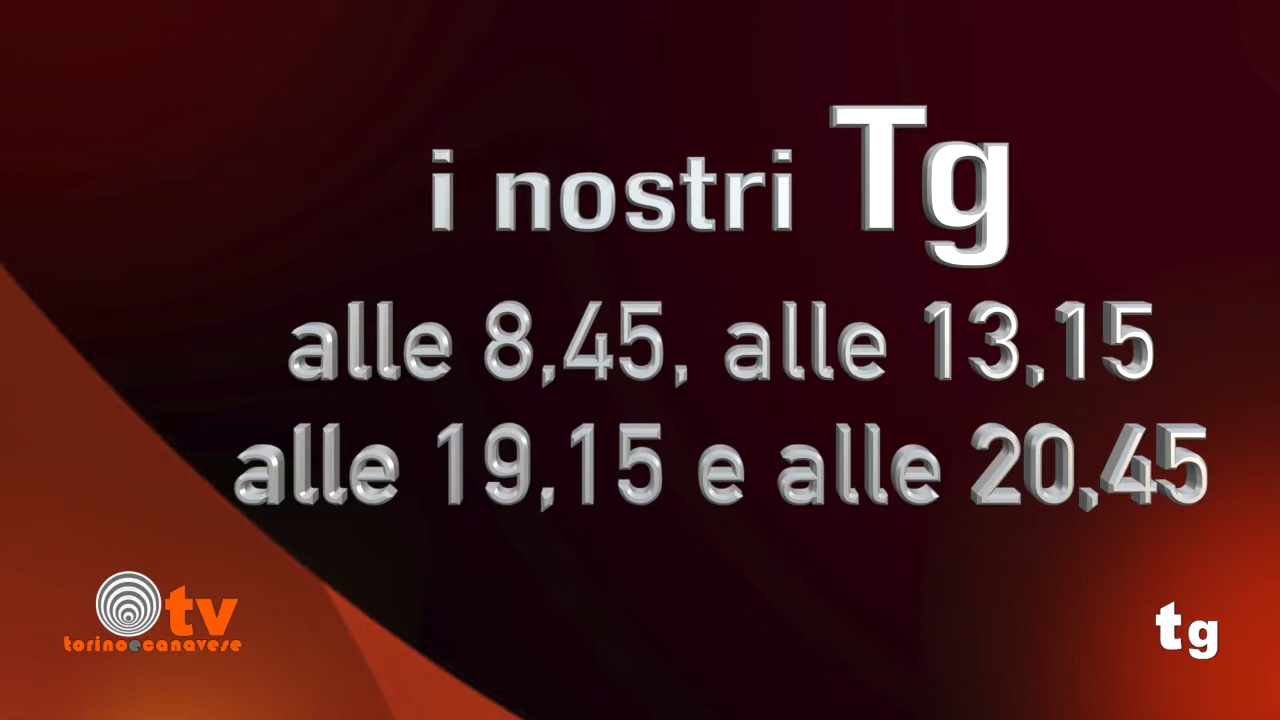 i nostri Tg
alle 8,45, alle 13,15
alle 19,15 e alle 20,45
tv
torinoecanavese
tg